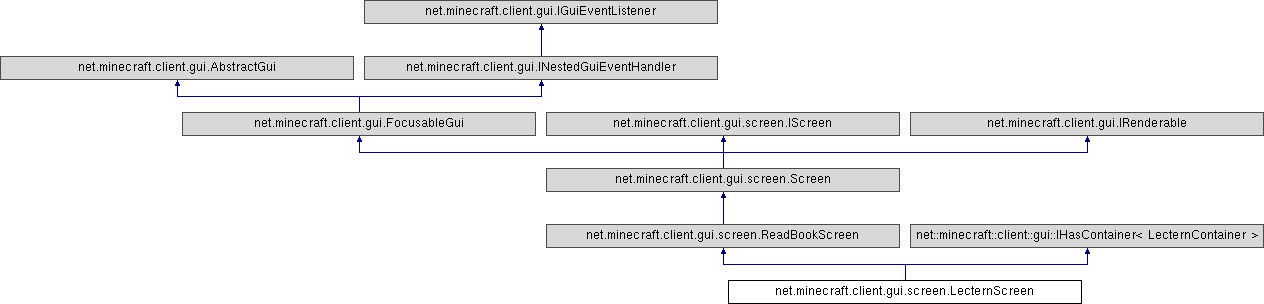 net.minecraft.client.gui.IGuiEventListener
net.minecraft.client.gui.AbstractGui
net.minecraft.client.gui.INestedGuiEventHandler
net.minecraft.client.gui.FocusableGui
net.minecraft.client.gui.screen.IScreen
net.minecraft.client.gui.IRenderable
net.minecraft.client.gui.screen.Screen
net.minecraft.client.gui.screen.ReadBookScreen
net::minecraft::client::gui::IHasContainer< LecternContainer >
net.minecraft.client.gui.screen.LecternScreen